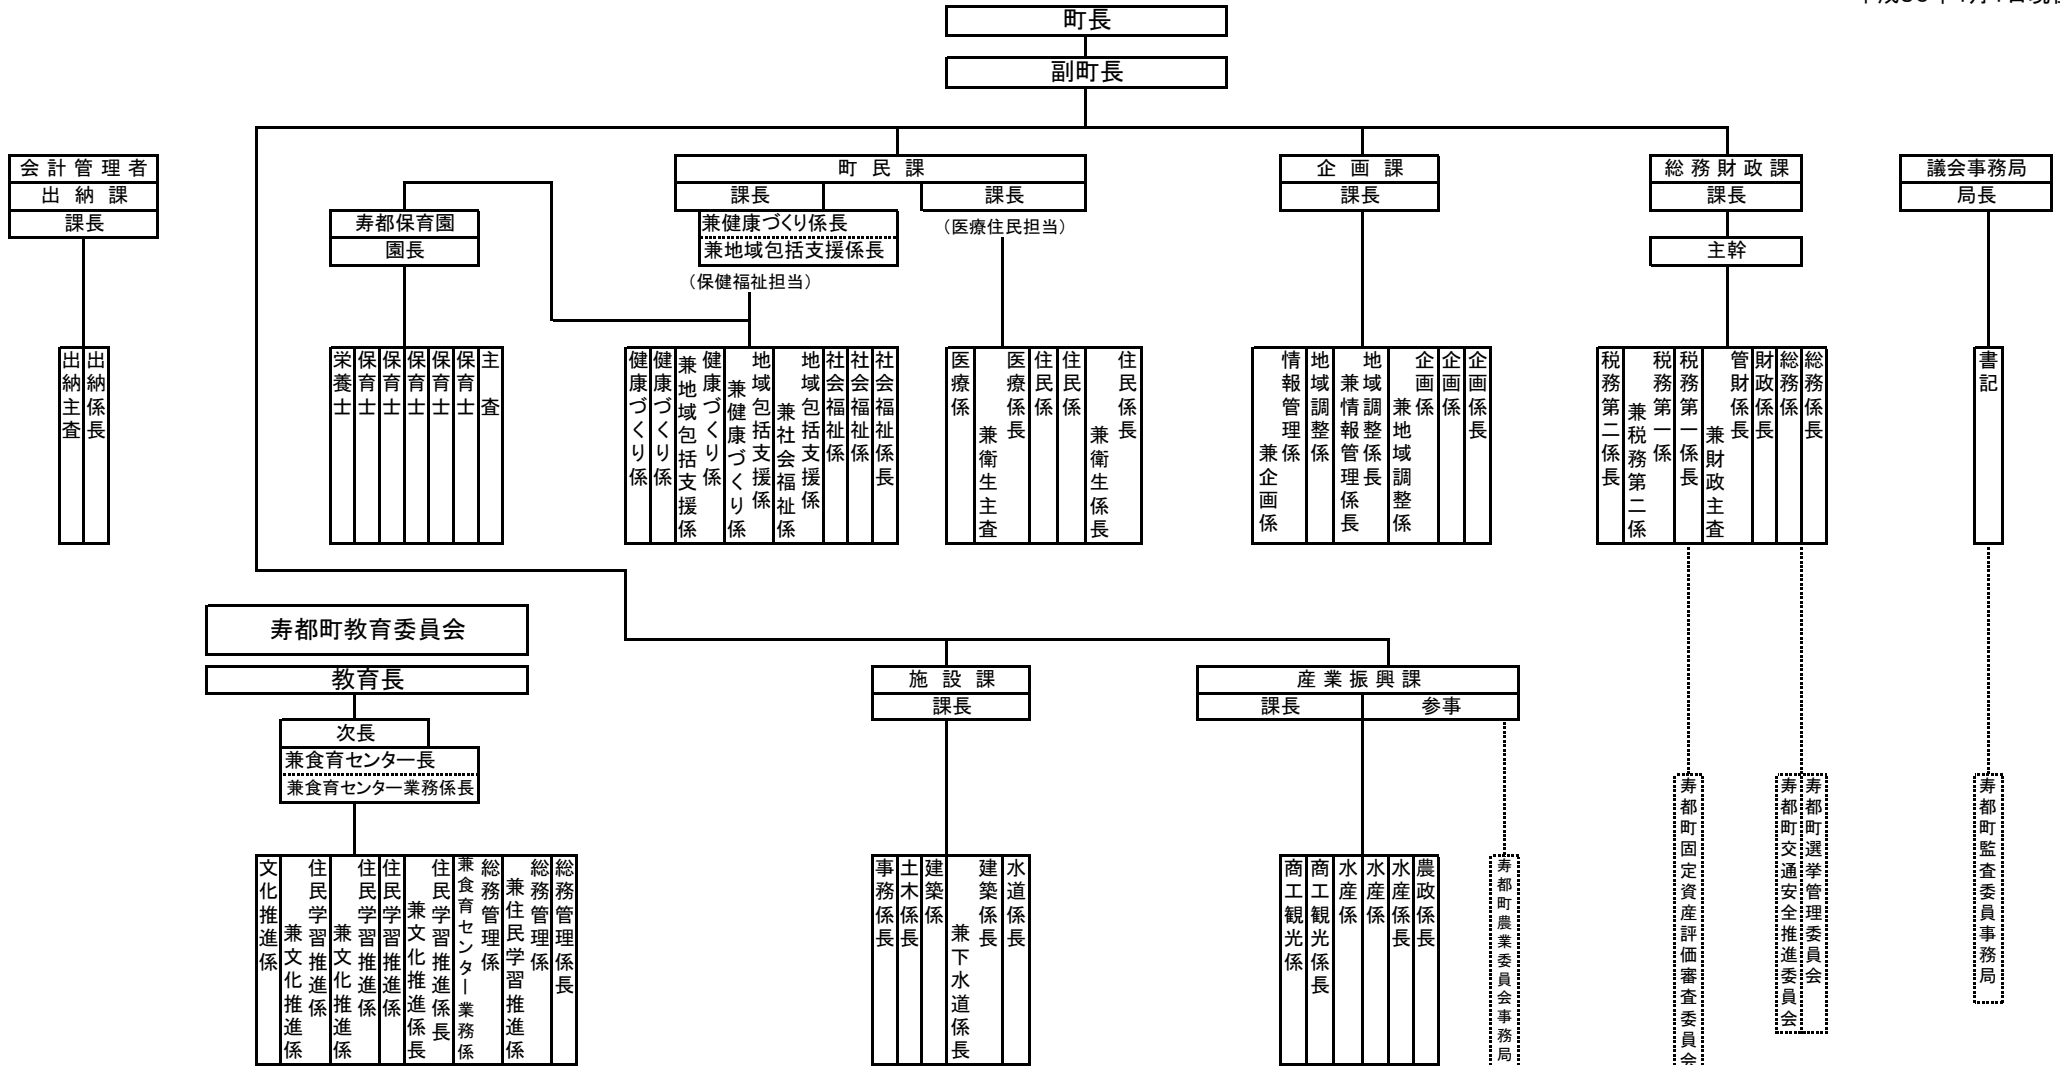 町長
副町長
会計管理者
出納課
課長
出納主査
出納係長
寿都保育園
園長
栄養士
保育士
保育士
保育士
保育士
保育士
主査
町民課
課長
課長
兼健康づくり係長
兼地域包括支援係長
（保健福祉担当）
（医療住民担当）
健康づくり係
健康づくり係
健康づくり係
兼地域包括支援係
地域包括支援係
兼健康づくり係
地域包括支援係
兼社会福祉係
社会福祉係
社会福祉係
社会福祉係長
医療係
医療係長
兼衛生主査
住民係
住民係
住民係長
兼衛生係長
企画課
課長
情報管理係
兼企画係
地域調整係
地域調整係長
兼情報管理係長
企画係
兼地域調整係
企画係
企画係長
総務財政課
課長
主幹
税務第二係長
税務第一係
兼税務第二係
税務第一係長
管財係長
兼財政主査
財政係長
総務係
総務係長
議会事務局
局長
書記
寿都町教育委員会
教育長
次長
兼食育センター長
兼食育センター業務係長
文化推進係
住民学習推進係
兼文化推進係
住民学習推進係
兼文化推進係
住民学習推進係
住民学習推進係長
兼文化推進係長
総務管理係
兼食育センター業務係
総務管理係
兼住民学習推進係
総務管理係長
施設課
課長
事務係長
土木係長
建築係
建築係長
兼下水道係長
水道係長
産業振興課
課長
参事
商工観光係
商工観光係長
水産係
水産係
水産係長
農政係長
寿都町農業委員会事務局
寿都町固定資産評価審査委員会
寿都町交通安全推進委員会
寿都町選挙管理委員会
寿都町監査委員事務局